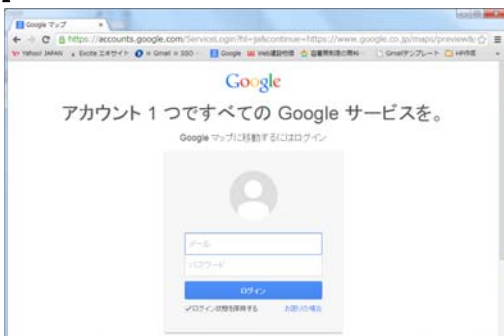 Google マップ
https://accounts.google.com/ServiceLogin?hl=ja&continue=https://www.google.co.jp/maps/preview&
Yahoo! JAPAN Excite エキサイト Gmail SSO Google Gmailテンプレート HP作成
Google
アカウント 1 つですべての Google サービスを。
Google マップに移動するにはログイン
メール
パスワード
ログイン
ログイン状態を保持する お困りの場合